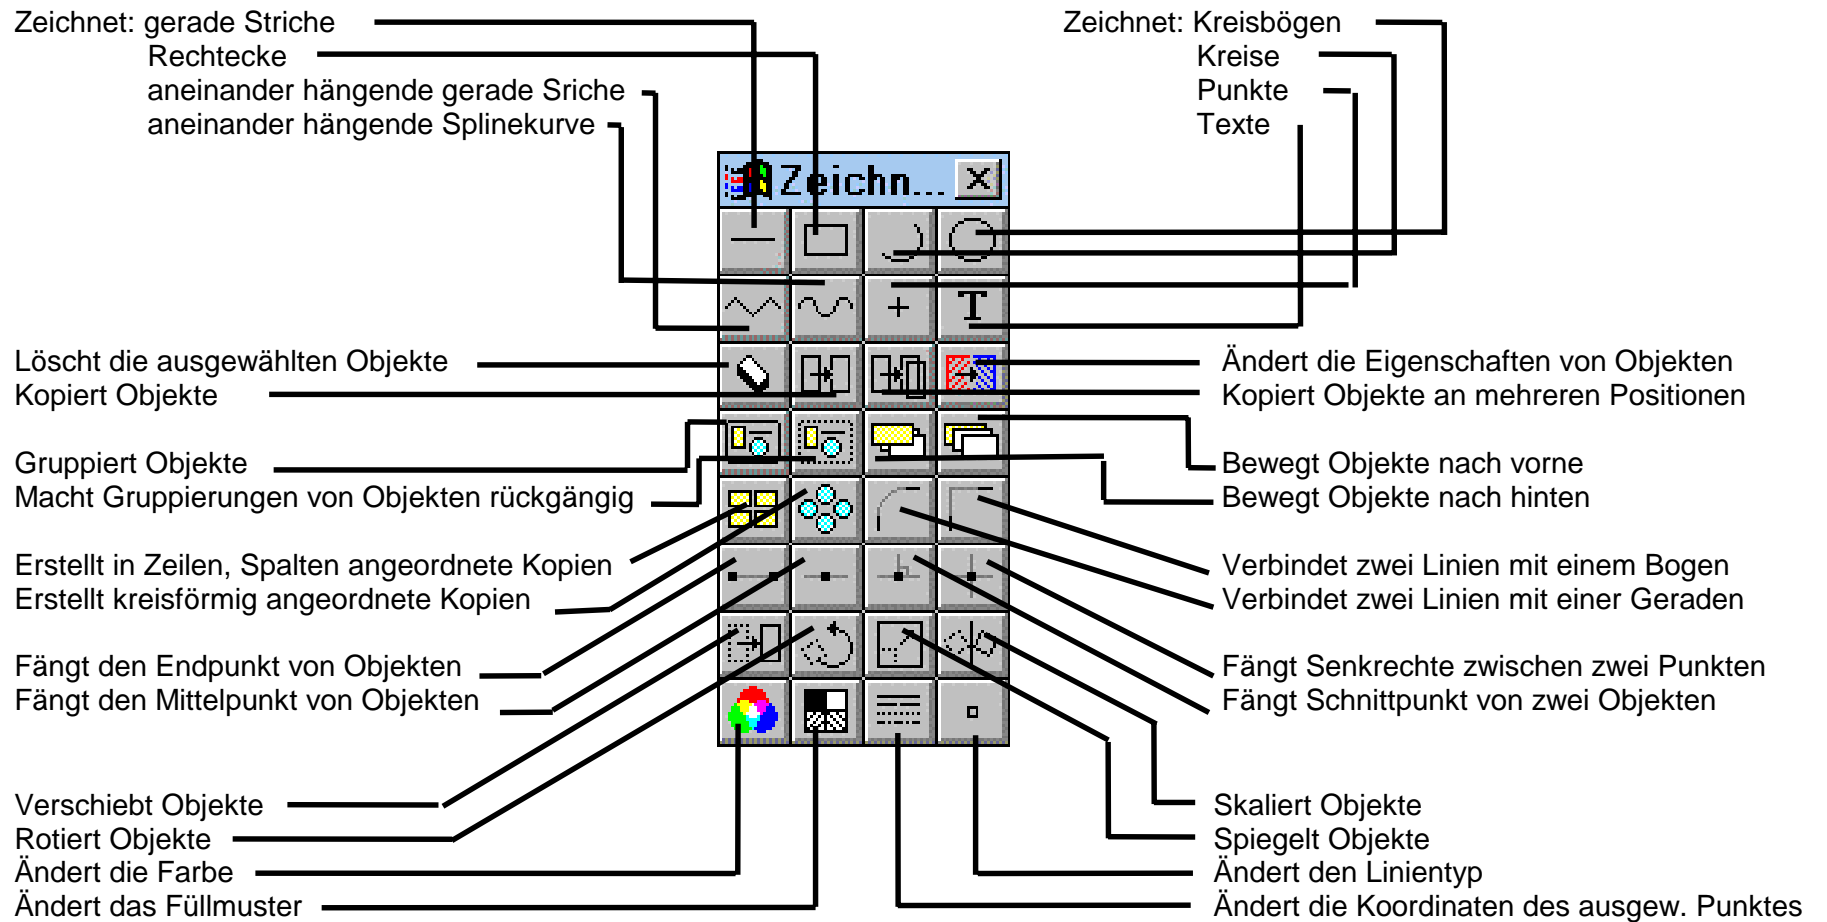 Zeichnet: gerade Striche
Rechtecke
aneinander hängende gerade Sriche
aneinander hängende Splinekurve
Zeichnet: Kreisbögen
Kreise
Punkte
Texte
Zeichn...
T
Löscht die ausgewählten Objekte
Kopiert Objekte
Ändert die Eigenschaften von Objekten
Kopiert Objekte an mehreren Positionen
Gruppiert Objekte
Macht Gruppierungen von Objekten rückgängig
Bewegt Objekte nach vorne
Bewegt Objekte nach hinten
Erstellt in Zeilen, Spalten angeordnete Kopien
Erstellt kreisförmig angeordnete Kopien
Verbindet zwei Linien mit einem Bogen
Verbindet zwei Linien mit einer Geraden
Fängt den Endpunkt von Objekten
Fängt den Mittelpunkt von Objekten
Fängt Senkrechte zwischen zwei Punkten
Fängt Schnittpunkt von zwei Objekten
Verschiebt Objekte
Rotiert Objekte
Ändert die Farbe
Ändert das Füllmuster
Skaliert Objekte
Spiegelt Objekte
Ändert den Linientyp
Ändert die Koordinaten des ausgew. Punktes